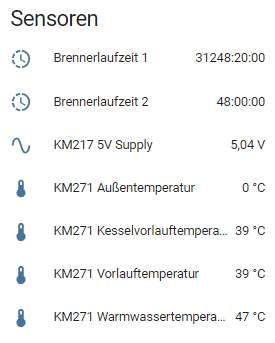 Sensoren
Brennerlaufzeit 1 31248:20:00
Brennerlaufzeit 2 48:00:00
KM217 5V Supply 5,04 V
KM271 Außentemperatur 0 °C
KM271 Kesselvorlauftempera... 39 °C
KM271 Vorlauftemperatur 39 °C
KM271 Warmwassertempera... 47 °C